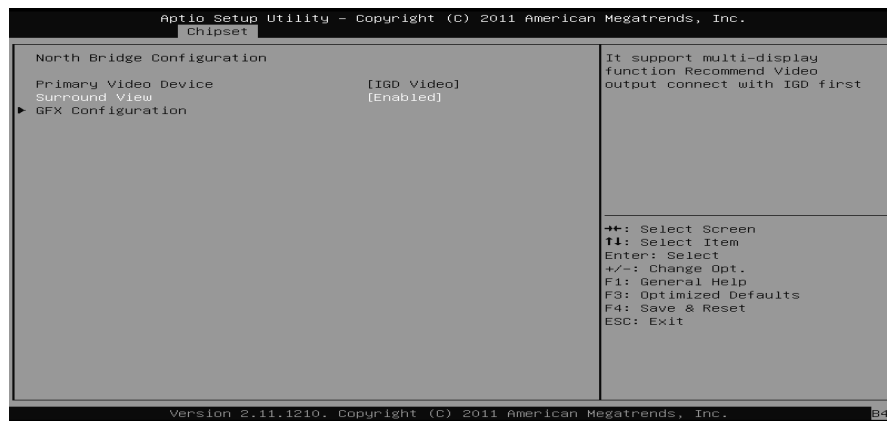 Aptio Setup Utility – Copyright (C) 2011 American Megatrends, Inc.
Chipset
North Bridge Configuration
Primary Video Device [IGD Video]
Surround View [Enabled]
► GFX Configuration
It support multi-display
function Recommend Video
output connect with IGD first
→←: Select Screen
↑↓: Select Item
Enter: Select
+/-: Change Opt.
F1: General Help
F3: Optimized Defaults
F4: Save & Reset
ESC: Exit
Version 2.11.1210. Copyright (C) 2011 American Megatrends, Inc.
B4